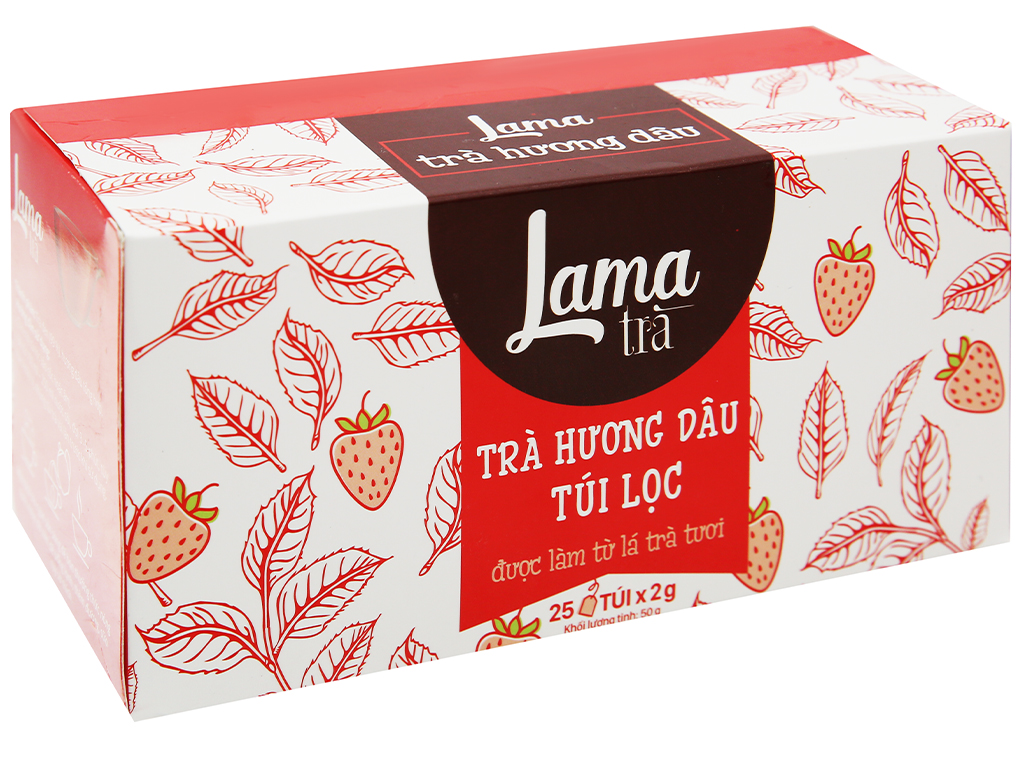 Lama
trà hương dâu
Lama
trà
TRÀ HƯƠNG DÂU
TÚI LỌC
được làm từ lá trà tươi
25 TÚI x 2g
Khối lượng tịnh: 50 g
Lama